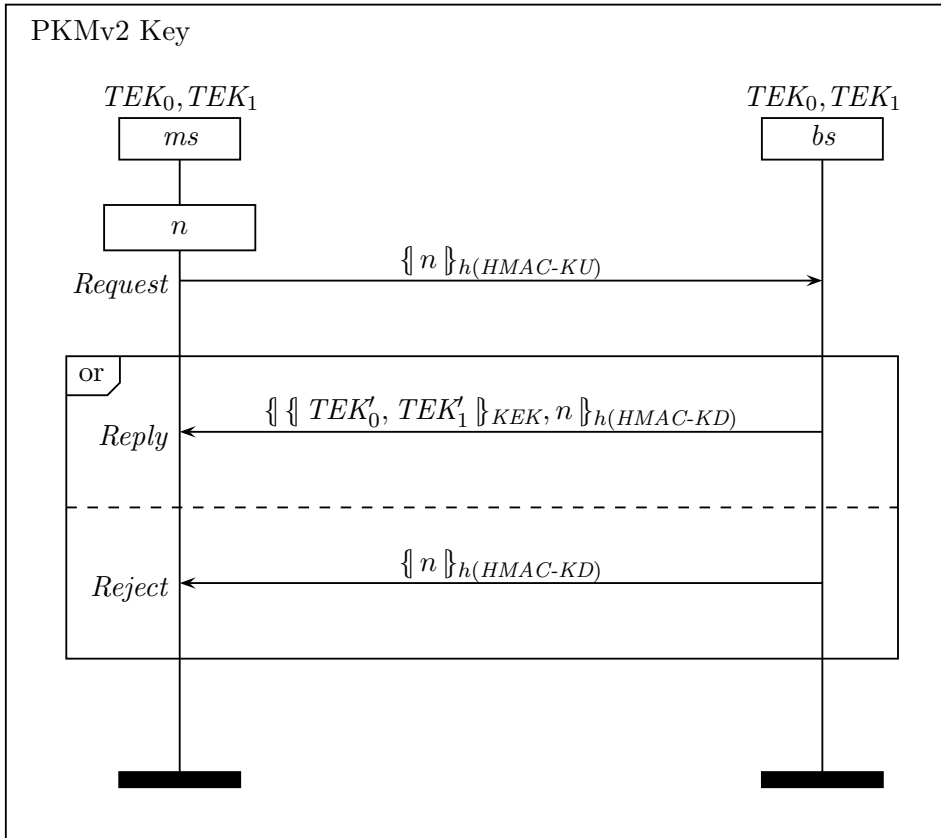 PKMv2 Key
TEK₀, TEK₁ TEK₀, TEK₁
ms bs
n
Request {| n |}h(HMAC-KU)
or
Reply {| {| TEK′₀, TEK′₁ |}KEK, n |}h(HMAC-KD)
Reject {| n |}h(HMAC-KD)